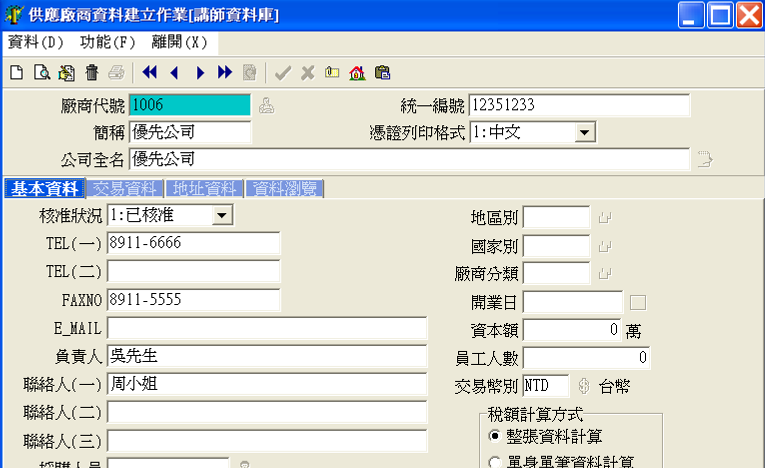 供應廠商資料建立作業[講師資料庫]
資料(D) 功能(F) 離開(X)
廠商代號 1006 統一編號 12351233
簡稱 優先公司 憑證列印格式 1:中文
公司全名 優先公司
基本資料 交易資料 地址資料 資料瀏覽
核准狀況 1:已核准 地區別
TEL(一) 8911-6666 國家別
TEL(二) 廠商分類
FAXNO 8911-5555 開業日
E_MAIL 資本額 0 萬
負責人 吳先生 員工人數 0
聯絡人(一) 周小姐 交易幣別 NTD 台幣
聯絡人(二) 稅額計算方式
聯絡人(三) 整張資料計算
採購人員 單身單筆資料計算